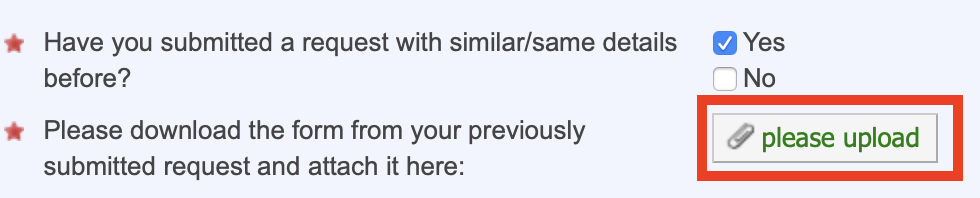 Have you submitted a request with similar/same details
before?
Yes
No
Please download the form from your previously
submitted request and attach it here:
please upload